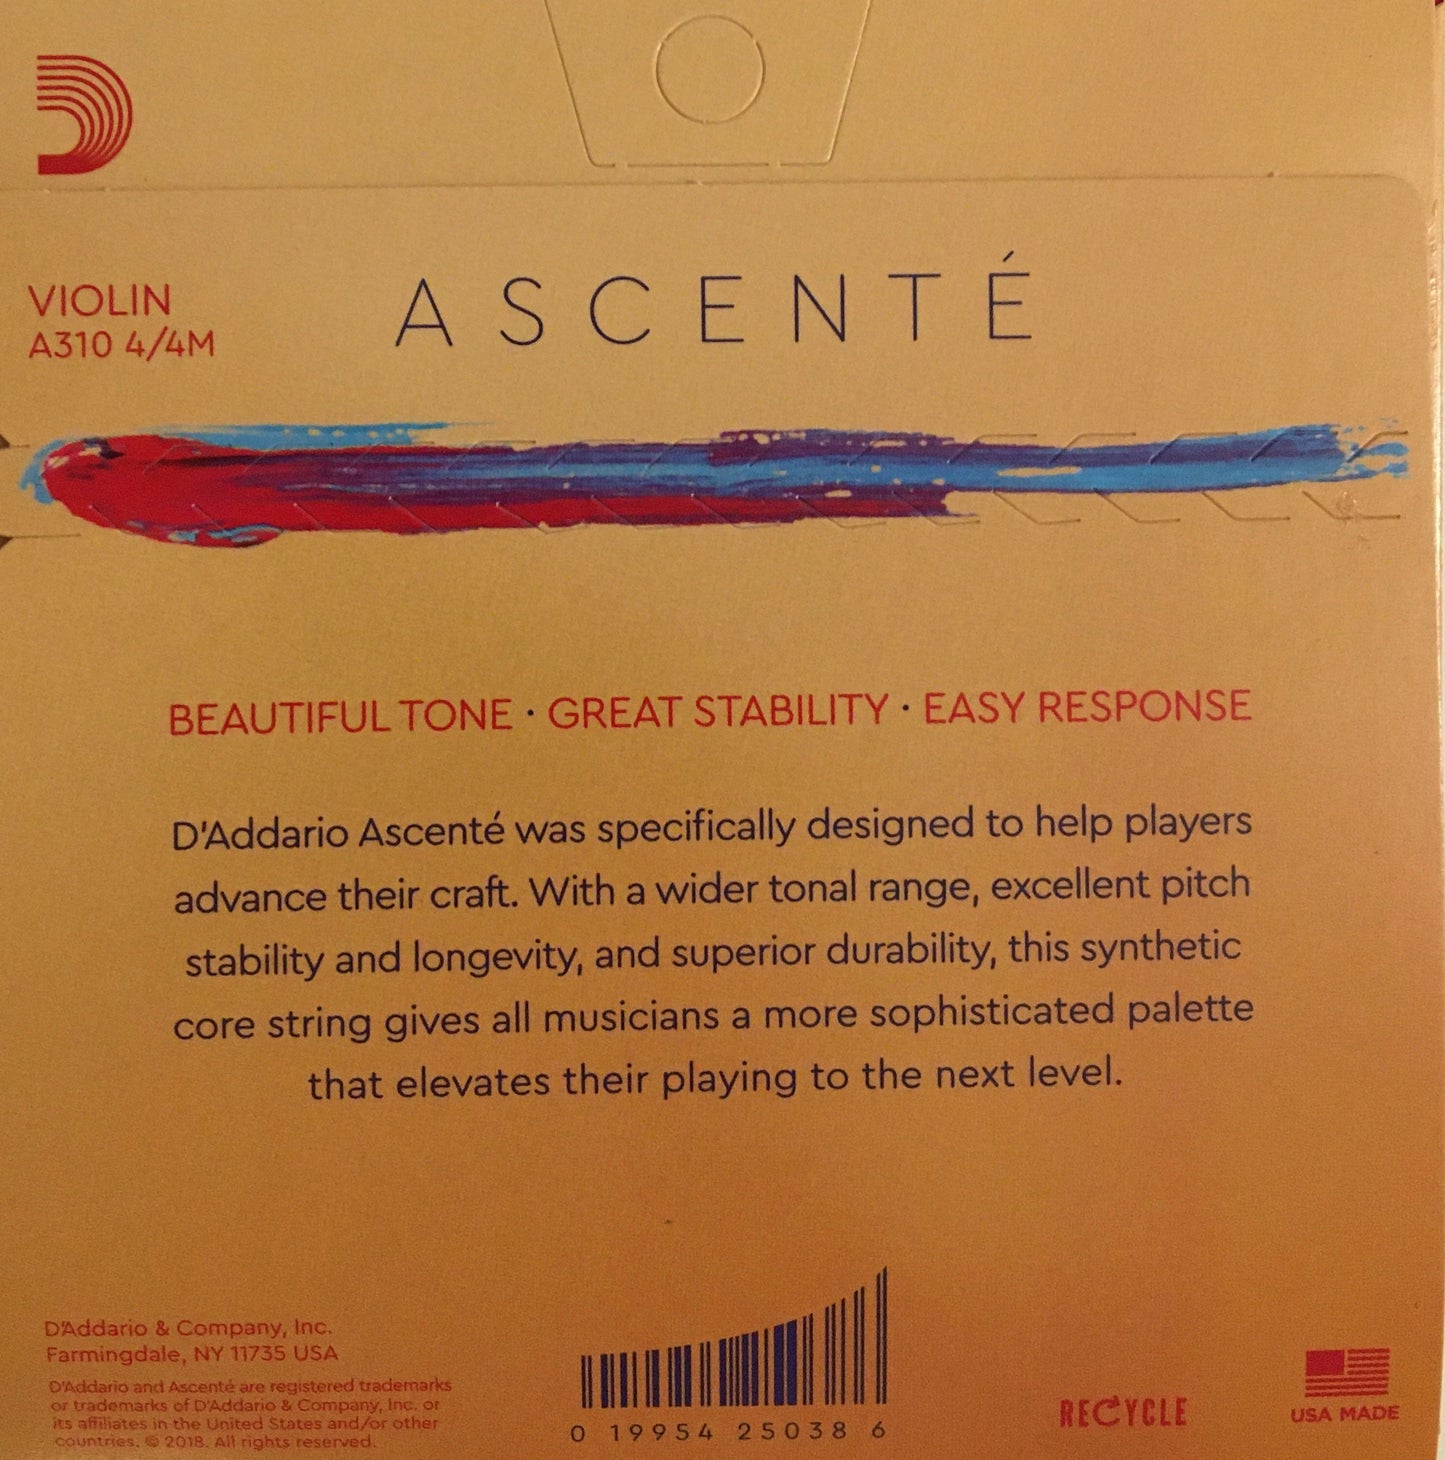 VIOLIN
A310 4/4M
ASCENTÉ
BEAUTIFUL TONE · GREAT STABILITY · EASY RESPONSE
D'Addario Ascenté was specifically designed to help players
advance their craft. With a wider tonal range, excellent pitch
stability and longevity, and superior durability, this synthetic
core string gives all musicians a more sophisticated palette
that elevates their playing to the next level.
D'Addario & Company, Inc.
Farmingdale, NY 11735 USA
D'Addario and Ascenté are registered trademarks
or trademarks of D'Addario & Company, Inc. or
its affiliates in the United States and/or other
countries. © 2018. All rights reserved.
0 19954 25038 6
RECYCLE
USA MADE